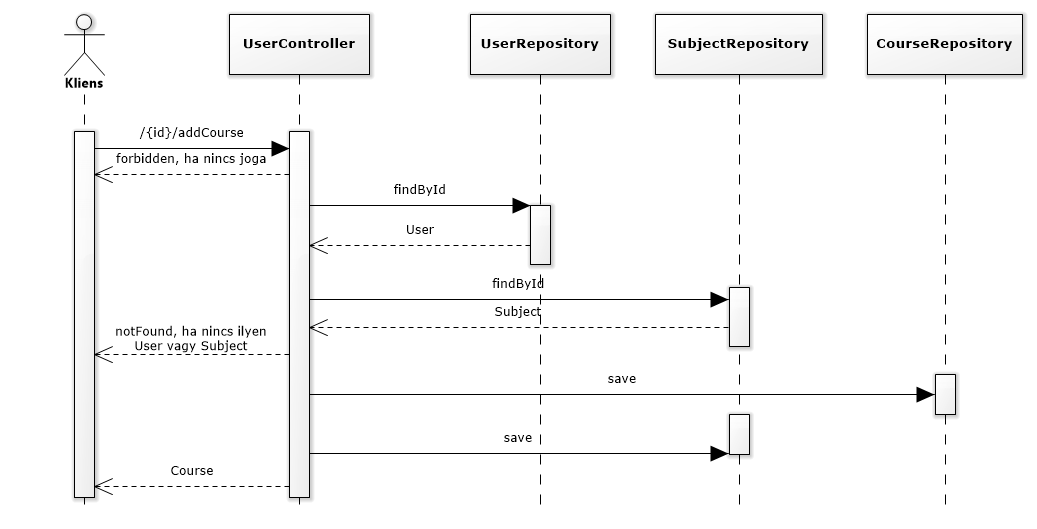 Kliens
UserController
UserRepository
SubjectRepository
CourseRepository
/{id}/addCourse
forbidden, ha nincs joga
findById
User
findById
Subject
notFound, ha nincs ilyen
User vagy Subject
save
save
Course